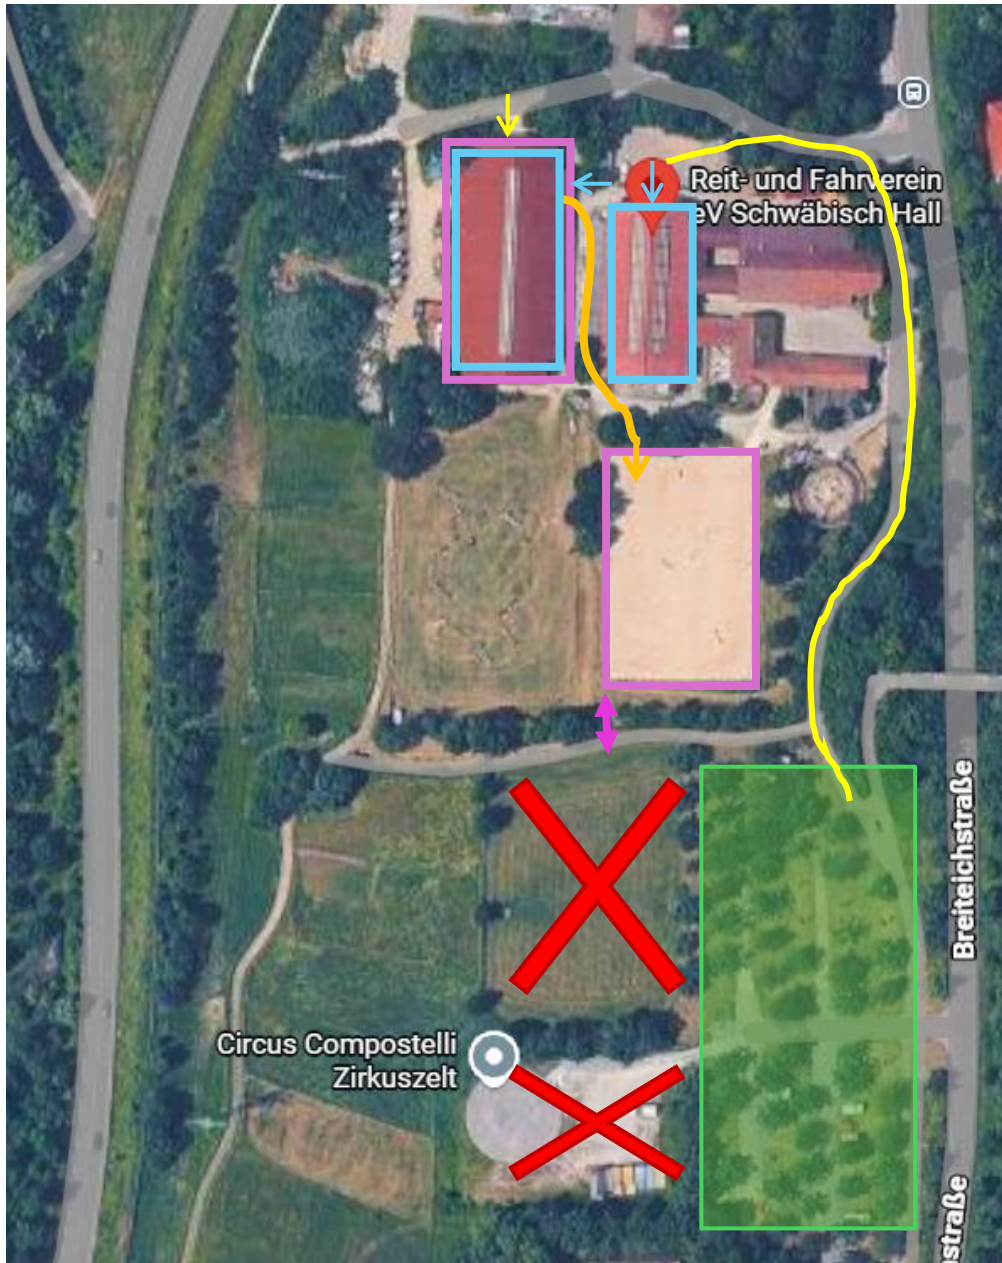 Reit- und Fahrverein
eV Schwäbisch Hall
Breiteichstraße
Circus Compostelli
Zirkuszelt
straße